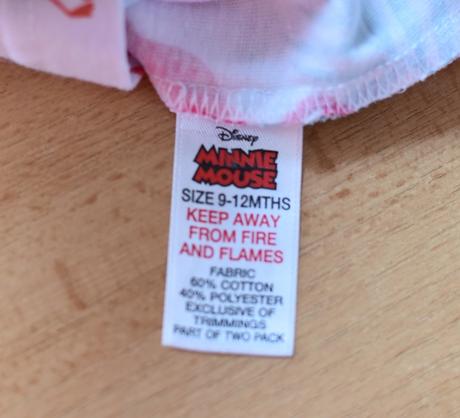 Disney
MINNIE
MOUSE
SIZE 9-12MTHS
KEEP AWAY
FROM FIRE
AND FLAMES
FABRIC
60% COTTON
40% POLYESTER
EXCLUSIVE OF
TRIMMINGS
PART OF TWO PACK